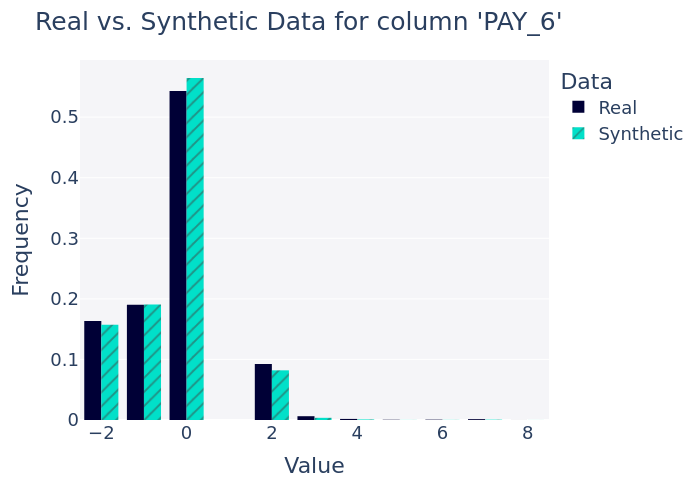 Real vs. Synthetic Data for column 'PAY_6'
Data
Real
Synthetic
Frequency
0.5
0.4
0.3
0.2
0.1
0
−2
0
2
4
6
8
Value